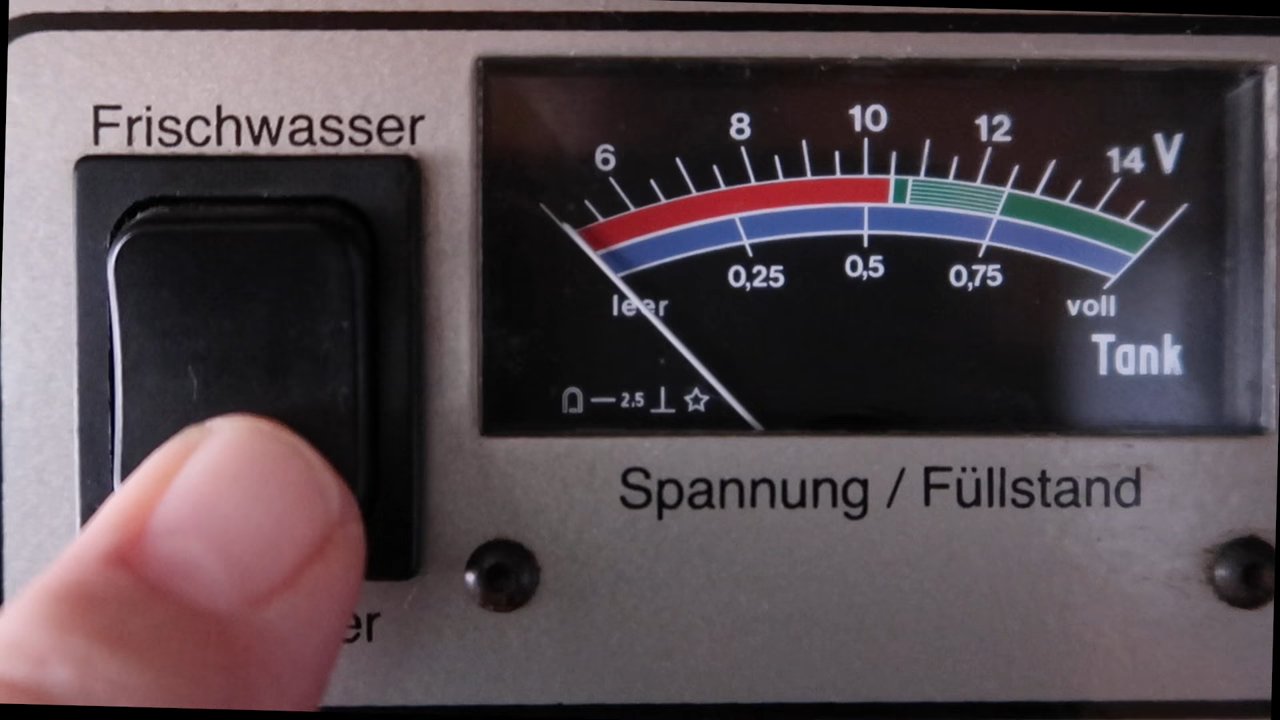 Frischwasser
6 8 10 12 14 V
0,25 0,5 0,75
leer voll
Tank
2,5
Spannung / Füllstand